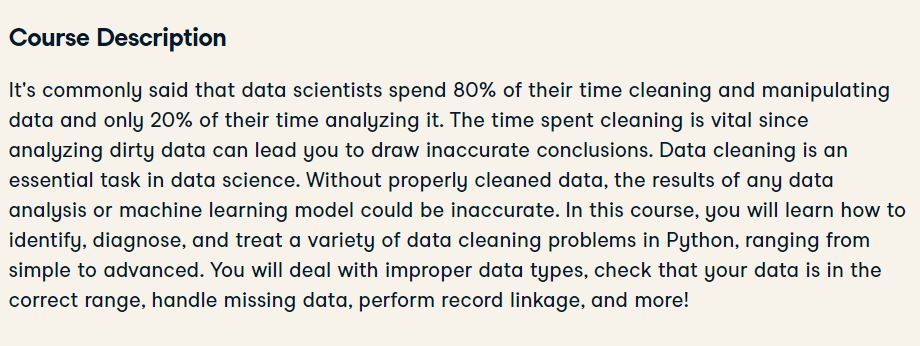 Course Description
It's commonly said that data scientists spend 80% of their time cleaning and manipulating
data and only 20% of their time analyzing it. The time spent cleaning is vital since
analyzing dirty data can lead you to draw inaccurate conclusions. Data cleaning is an
essential task in data science. Without properly cleaned data, the results of any data
analysis or machine learning model could be inaccurate. In this course, you will learn how to
identify, diagnose, and treat a variety of data cleaning problems in Python, ranging from
simple to advanced. You will deal with improper data types, check that your data is in the
correct range, handle missing data, perform record linkage, and more!